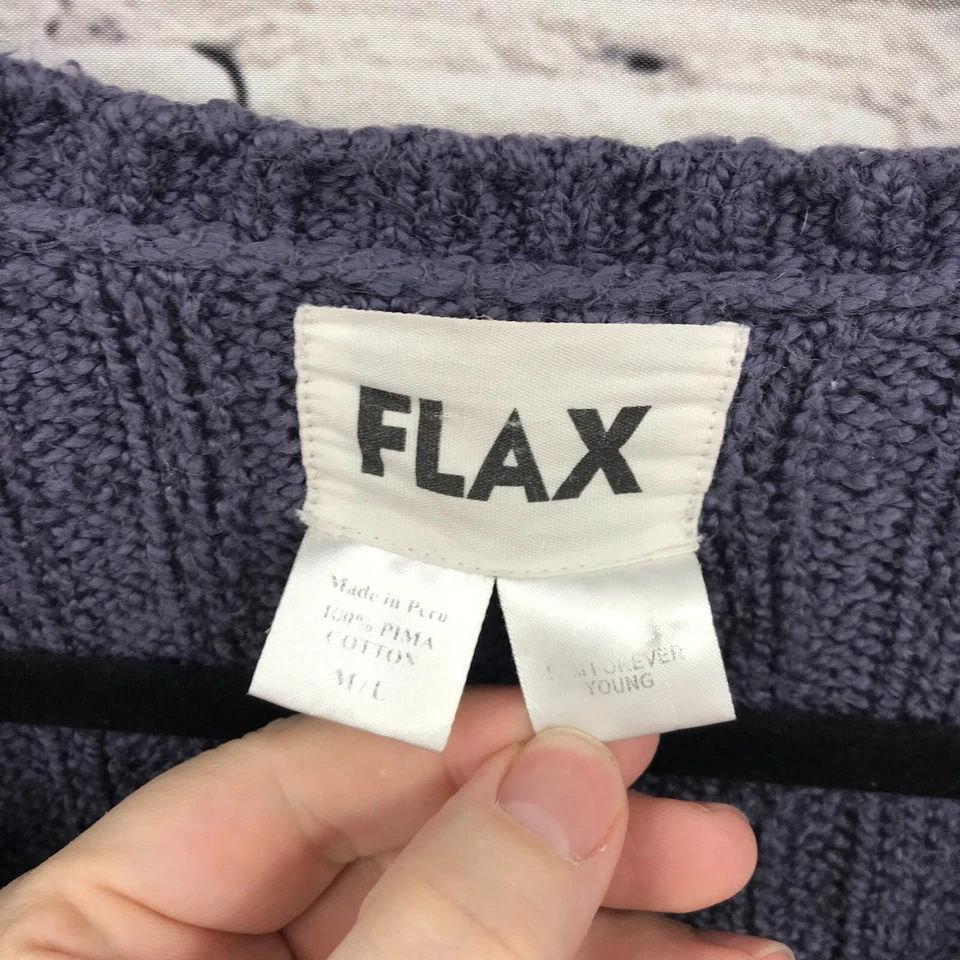 FLAX
Made in Peru
100% PIMA
COTTON
M/L
FOREVER
YOUNG